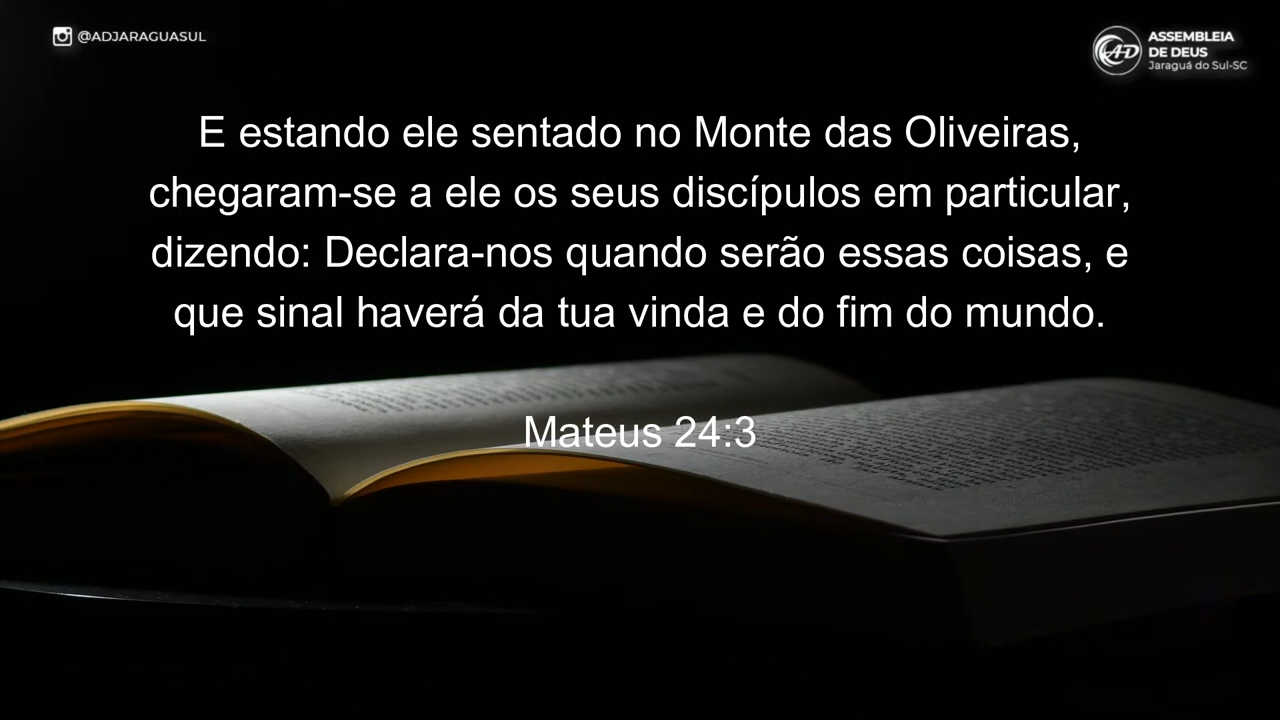 @ADJARAGUASUL
AD
ASSEMBLEIA
DE DEUS
Jaraguá do Sul-SC
E estando ele sentado no Monte das Oliveiras,
chegaram-se a ele os seus discípulos em particular,
dizendo: Declara-nos quando serão essas coisas, e
que sinal haverá da tua vinda e do fim do mundo.
Mateus 24:3